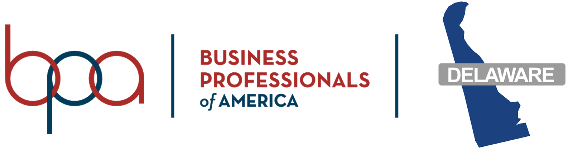 bpa
BUSINESS
PROFESSIONALS
of AMERICA
DELAWARE